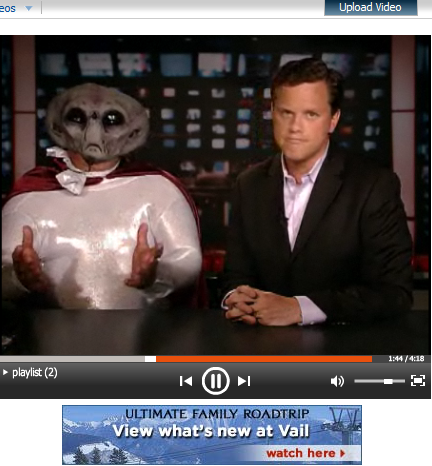 eos
Upload Video
1:44 / 4:18
playlist (2)
ULTIMATE FAMILY ROADTRIP
View what's new at Vail
watch here